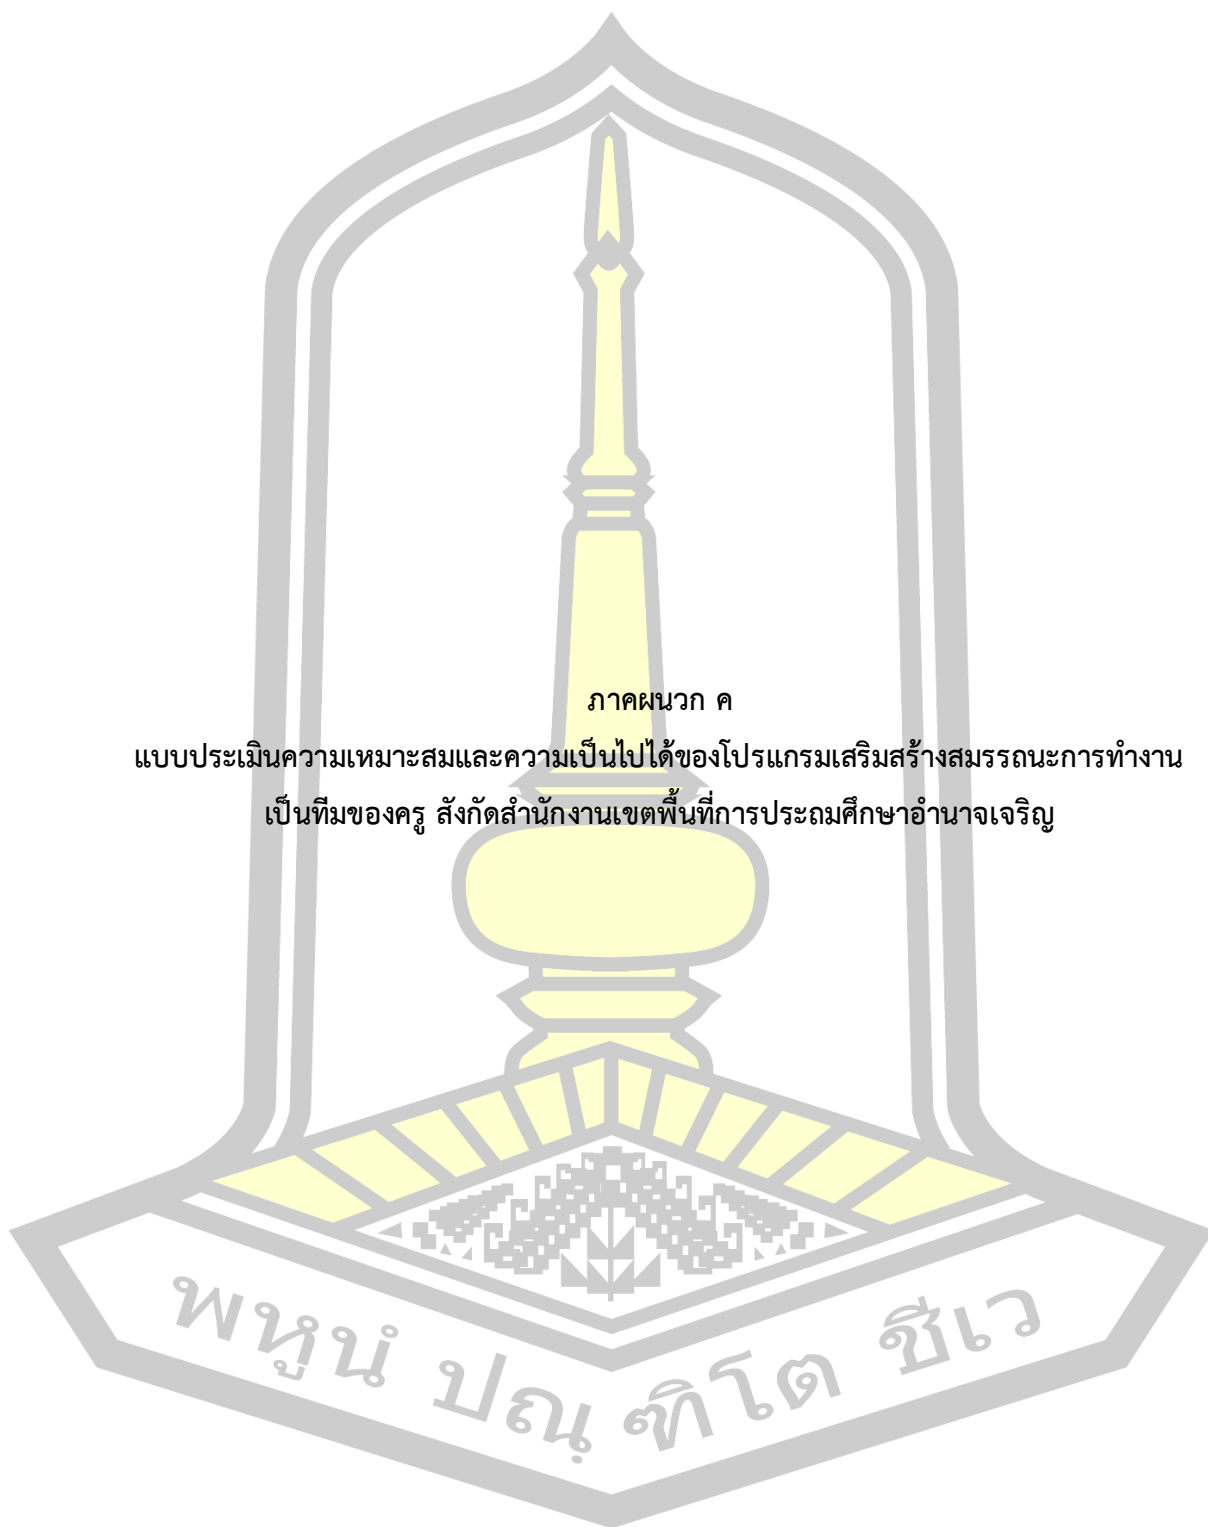 ภาคผนวก ค
แบบประเมินความเหมาะสมและความเป็นไปได้ของโปรแกรมเสริมสร้างสมรรถนะการทำงาน
เป็นทีมของครู สังกัดสำนักงานเขตพื้นที่การประถมศึกษาอำนาจเจริญ
พหูนํ ปณฺฑิโต ชีเว